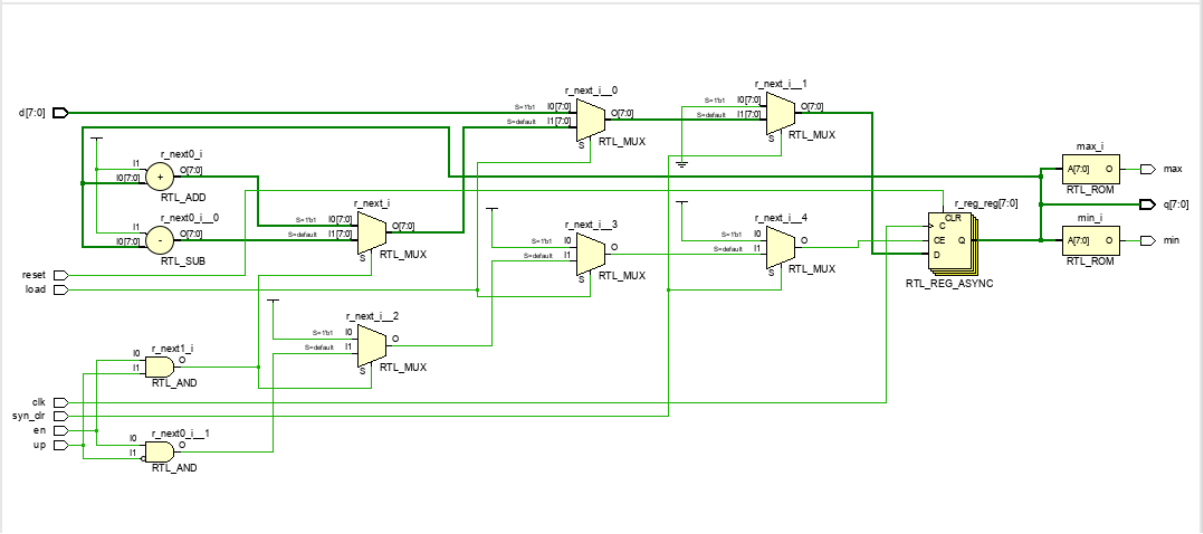 r_next_i__1
r_next_i__0
S=1'b1 I0[7:0] O[7:0]
d[7:0] S=1'b1 I0[7:0] O[7:0] S=default I1[7:0]
S=default I1[7:0] S RTL_MUX
S RTL_MUX
max_i
r_next0_i
I1 O[7:0] A[7:0] O max
I0[7:0] + RTL_ROM
RTL_ADD r_next_i r_reg_reg[7:0] q[7:0]
r_next0_i__0 S=1'b1 I0[7:0] O[7:0] r_next_i__3 r_next_i__4 CLR min_i
I1 O[7:0] S=default I1[7:0] S=1'b1 I0 O S=1'b1 I0 O C
I0[7:0] - S RTL_MUX S=default I1 S=default I1 CE Q A[7:0] O min
RTL_SUB D RTL_ROM
reset S RTL_MUX S RTL_MUX
load RTL_REG_ASYNC
r_next_i__2
S=1'b1 I0 O
r_next1_i S=default I1
I0 O S RTL_MUX
I1
RTL_AND
clk
syn_clr
en r_next0_i__1
up I0 O
I1
RTL_AND